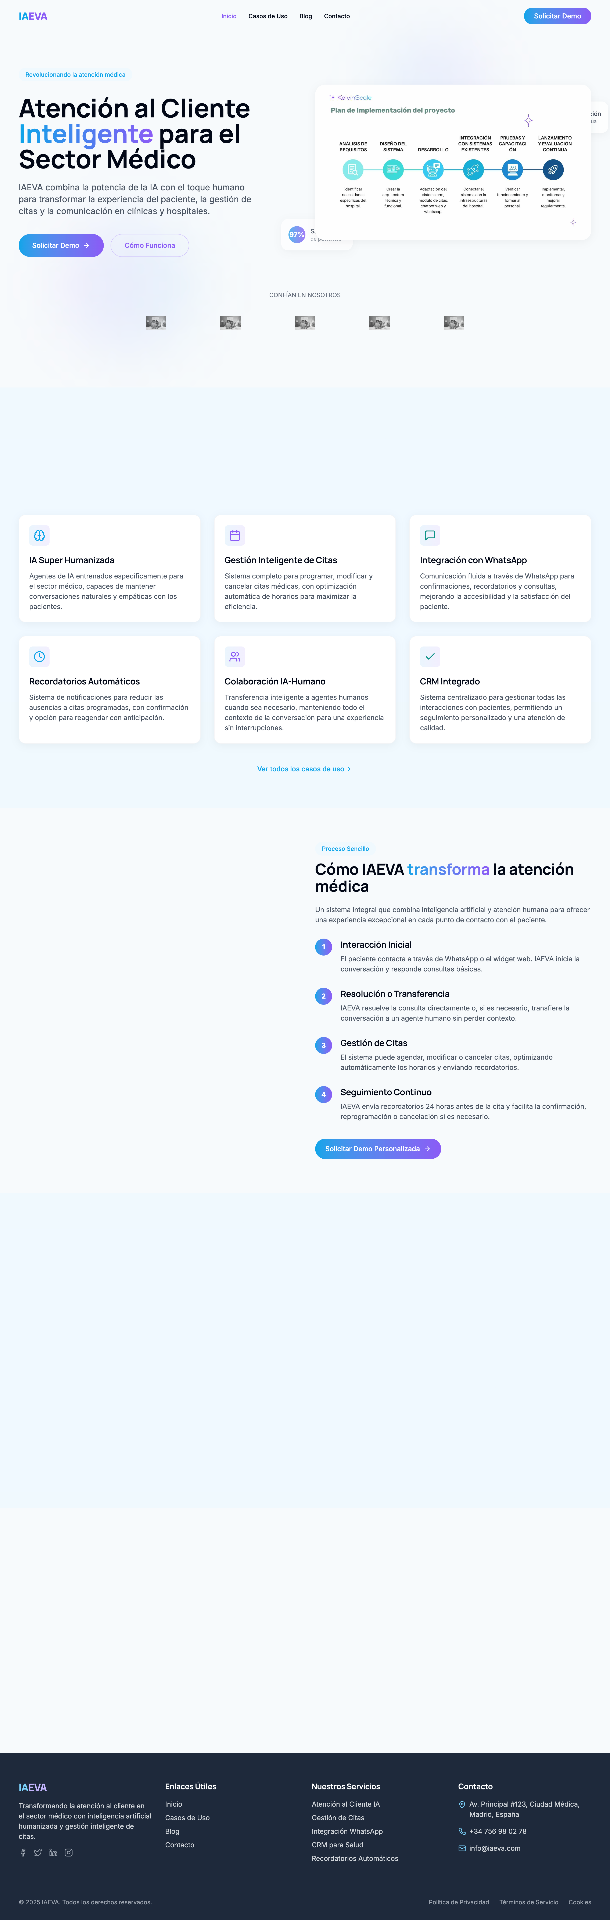 IAEVA
Inicio
Casos de Uso
Blog
Contacto
Solicitar Demo
Revolucionando la atención médica
Atención al Cliente
Inteligente para el
Sector Médico
IAEVA combina la potencia de la IA con el toque humano
para transformar la experiencia del paciente, la gestión de
citas y la comunicación en clínicas y hospitales.
Solicitar Demo →
Cómo Funciona
Plan de implementación del proyecto
ANÁLISIS DE
REQUISITOS
DISEÑO DEL
SISTEMA
DESARROLLO
INTEGRACIÓN
CON SISTEMAS
EXISTENTES
PRUEBAS Y
CAPACITACI
ÓN
LANZAMIENTO
Y EVALUACIÓN
CONTINUA
97%
CONFÍAN EN NOSOTROS
IA Super Humanizada
Agentes de IA entrenados específicamente para
el sector médico, capaces de mantener
conversaciones naturales y empáticas con los
pacientes.
Gestión Inteligente de Citas
Sistema completo para programar, modificar y
cancelar citas médicas, con optimización
automática de horarios para maximizar la
eficiencia.
Integración con WhatsApp
Comunicación fluida a través de WhatsApp para
confirmaciones, recordatorios y consultas,
mejorando la accesibilidad y la satisfacción del
paciente.
Recordatorios Automáticos
Sistema de notificaciones para reducir las
ausencias a citas programadas, con confirmación
y opción para reagendar con anticipación.
Colaboración IA-Humano
Transferencia inteligente a agentes humanos
cuando sea necesario, manteniendo todo el
contexto de la conversación para una experiencia
sin interrupciones.
CRM Integrado
Sistema centralizado para gestionar todas las
interacciones con pacientes, permitiendo un
seguimiento personalizado y una atención de
calidad.
Ver todos los casos de uso
Proceso Sencillo
Cómo IAEVA transforma la atención
médica
Un sistema integral que combina inteligencia artificial y atención humana para ofrecer
una experiencia excepcional en cada punto de contacto con el paciente.
1
Interacción Inicial
El paciente contacta a través de WhatsApp o el widget web. IAEVA inicia la
conversación y responde consultas básicas.
2
Resolución o Transferencia
IAEVA resuelve la consulta directamente o, si es necesario, transfiere la
conversación a un agente humano sin perder contexto.
3
Gestión de Citas
El sistema puede agendar, modificar o cancelar citas, optimizando
automáticamente los horarios y enviando recordatorios.
4
Seguimiento Continuo
IAEVA envía recordatorios 24 horas antes de la cita y facilita la confirmación,
reprogramación o cancelación si es necesario.
Solicitar Demo Personalizada →
IAEVA
Transformando la atención al cliente en
el sector médico con inteligencia artificial
humanizada y gestión inteligente de
citas.
Enlaces Útiles
Inicio
Casos de Uso
Blog
Contacto
Nuestros Servicios
Atención al Cliente IA
Gestión de Citas
Integración WhatsApp
CRM para Salud
Recordatorios Automáticos
Contacto
Av. Principal #123, Ciudad Médica,
Madrid, España
+34 756 98 02 78
info@iaeva.com
© 2025 IAEVA. Todos los derechos reservados.
Política de Privacidad
Términos de Servicio
Cookies